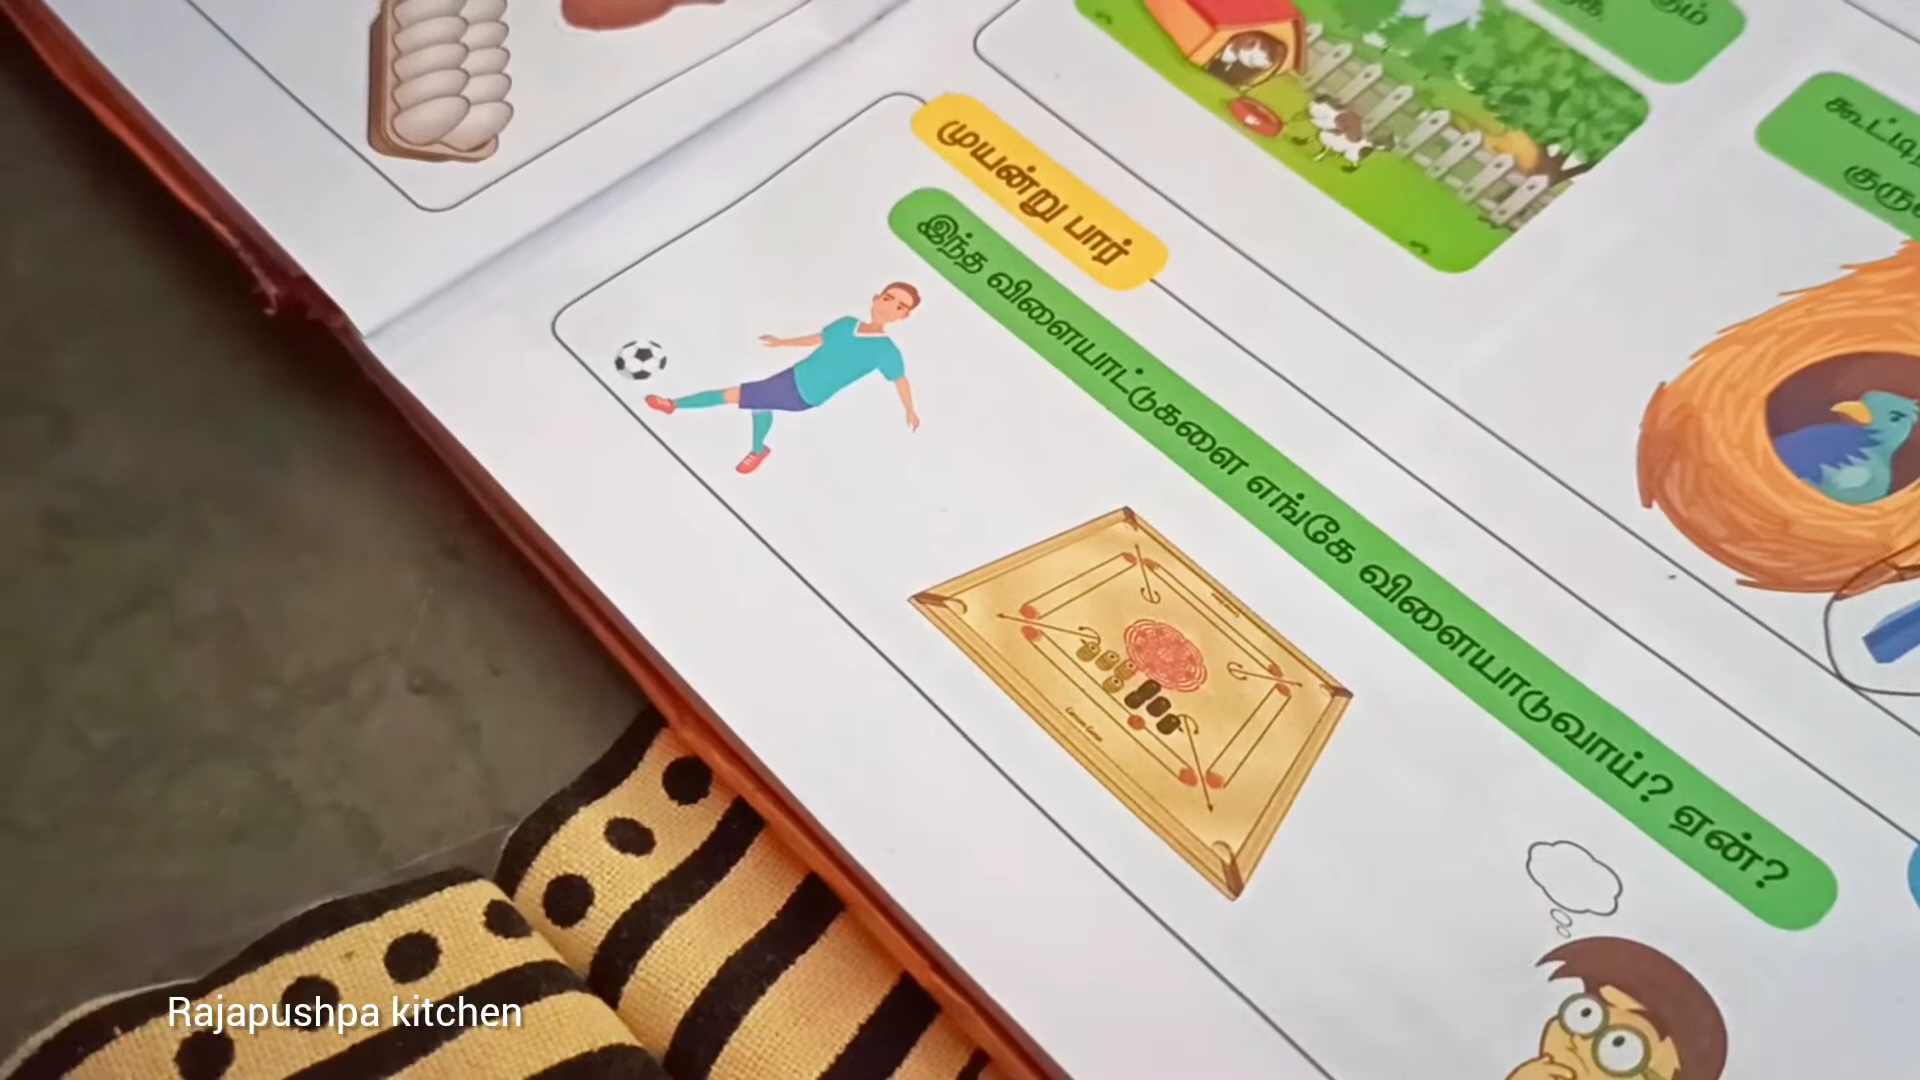 முயன்று பார்
இந்த விளையாட்டுகளை எங்கே விளையாடுவாய்? ஏன்?
Rajapushpa kitchen